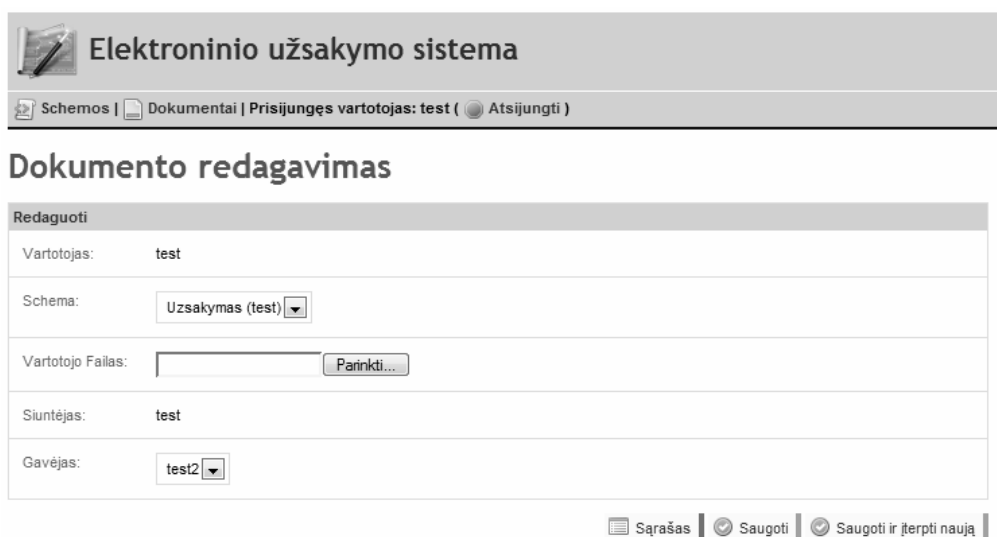 Elektroninio užsakymo sistema
Schemos | Dokumentai | Prisijungęs vartotojas: test ( Atsijungti )
Dokumento redagavimas
Redaguoti
Vartotojas: test
Schema: Uzsakymas (test)
Vartotojo Failas: Parinkti...
Siuntėjas: test
Gavėjas: test2
Sąrašas Saugoti Saugoti ir įterpti naują